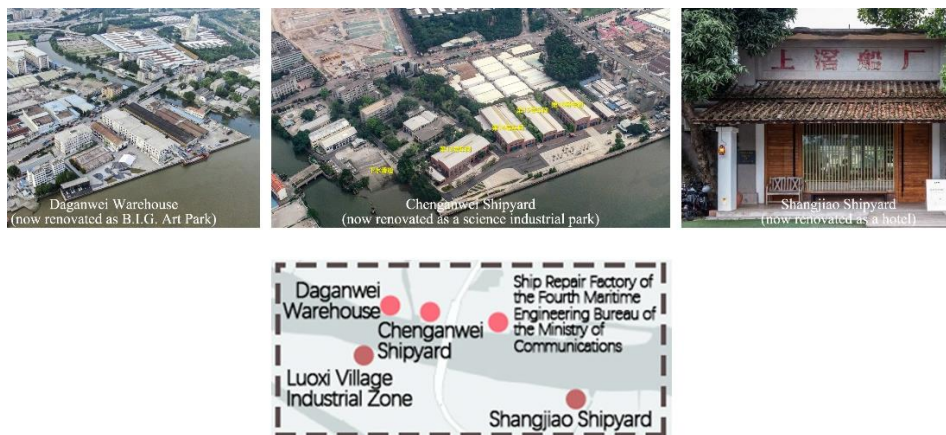 Daganwei Warehouse
(now renovated as B.I.G. Art Park)
Chenganwei Shipyard
(now renovated as a science industrial park)
上滘船厂
Shangjiao Shipyard
(now renovated as a hotel)
Daganwei
Warehouse
Chenganwei
Shipyard
Ship Repair Factory of
the Fourth Maritime
Engineering Bureau of
the Ministry of
Communications
Luoxi Village
Industrial Zone
Shangjiao Shipyard